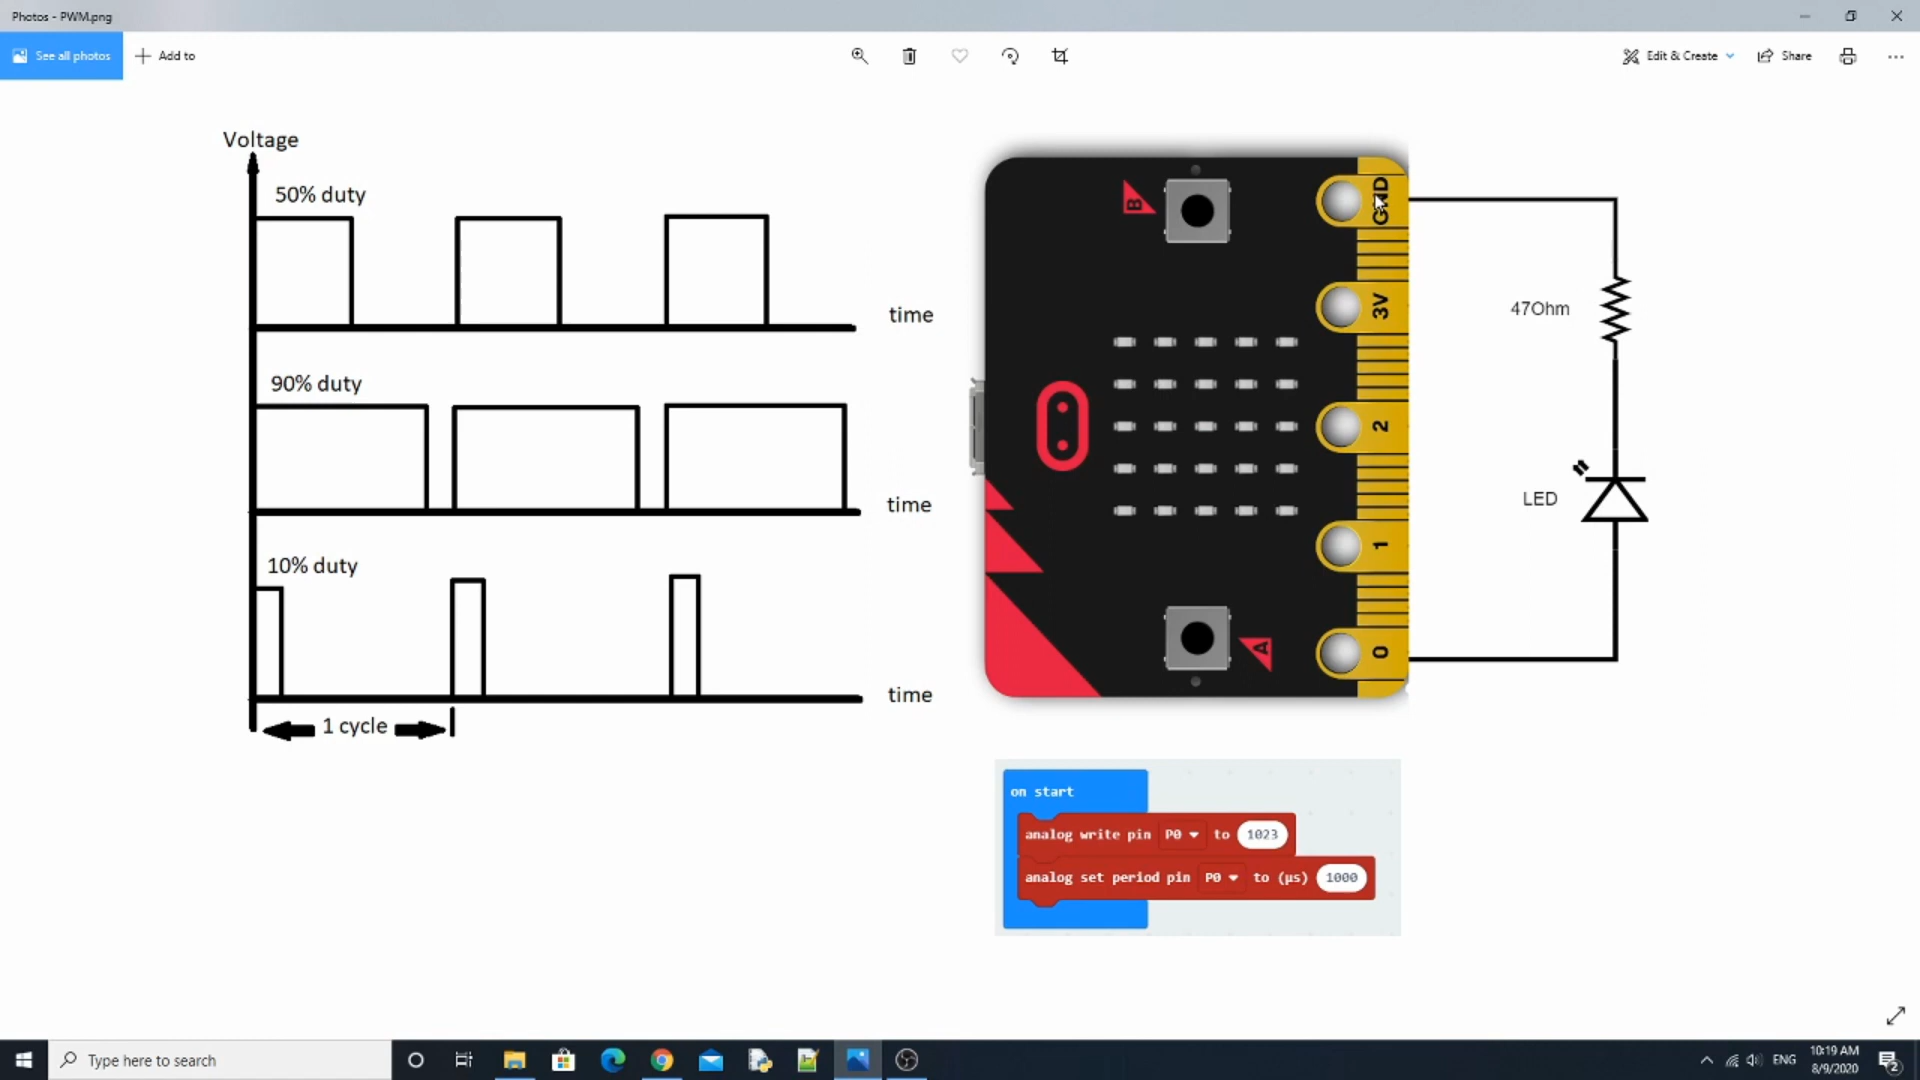 Photos - PWM.png
See all photos
Add to
Edit & Create
Share
Voltage
50% duty
time
90% duty
time
10% duty
time
1 cycle
B
GND
3V
2
1
A
0
47Ohm
LED
on start
analog write pin P0 to 1023
analog set period pin P0 to (µs) 1000
Type here to search
ENG
10:19 AM
8/9/2020
2